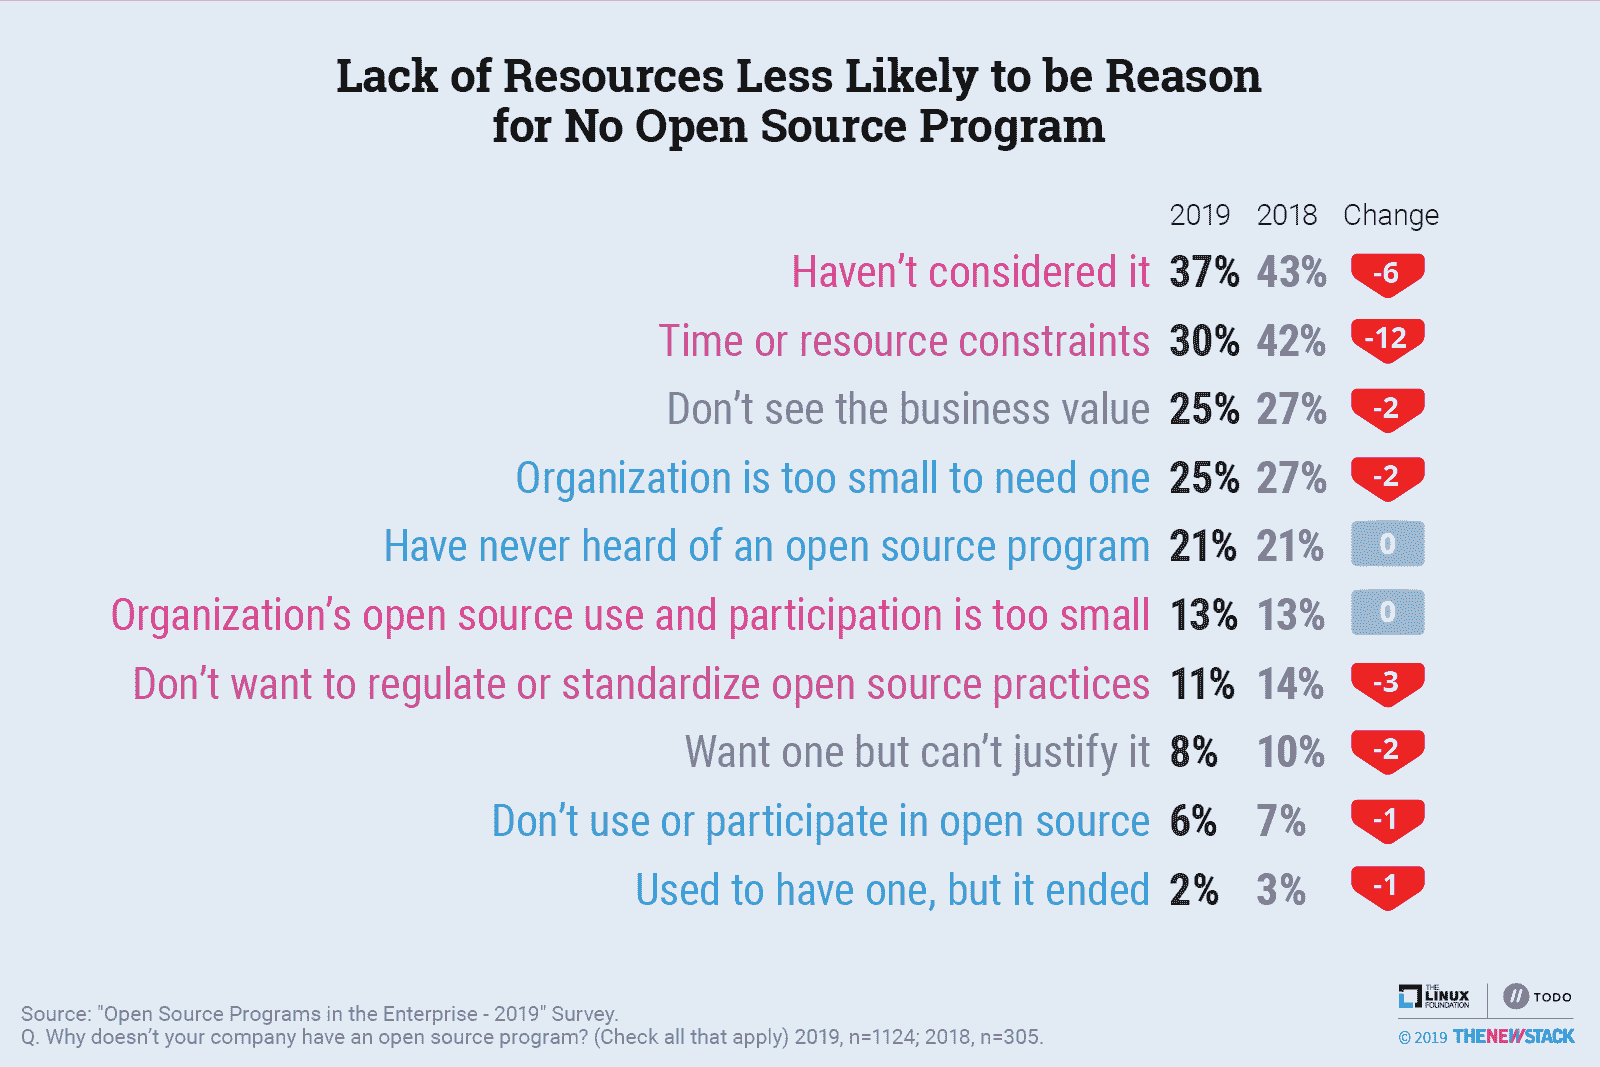 Lack of Resources Less Likely to be Reason
for No Open Source Program
2019 2018 Change
Haven’t considered it 37% 43% -6
Time or resource constraints 30% 42% -12
Don’t see the business value 25% 27% -2
Organization is too small to need one 25% 27% -2
Have never heard of an open source program 21% 21% 0
Organization’s open source use and participation is too small 13% 13% 0
Don’t want to regulate or standardize open source practices 11% 14% -3
Want one but can’t justify it 8% 10% -2
Don’t use or participate in open source 6% 7% -1
Used to have one, but it ended 2% 3% -1
Source: "Open Source Programs in the Enterprise - 2019" Survey.
Q. Why doesn’t your company have an open source program? (Check all that apply) 2019, n=1124; 2018, n=305.
THE
LINUX
FOUNDATION
TODO
© 2019 THENEWSTACK